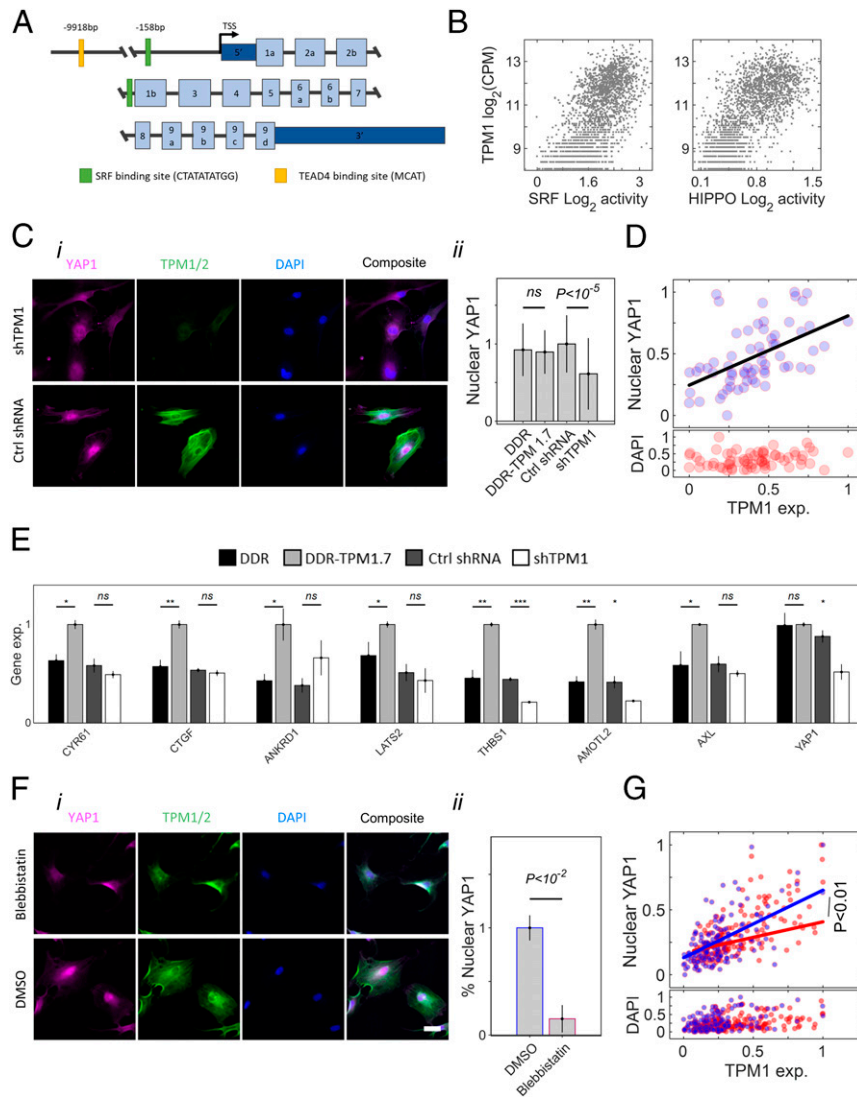 A
-9918bp
-158bp
TSS
5'
1a
2a
2b
1b
3
4
5
6 a
6 b
7
8
9 a
9 b
9 c
9 d
3'
SRF binding site (CTATATATGG)
TEAD4 binding site (MCAT)
B
TPM1 log2(CPM)
13
11
9
0
1.6
3
SRF Log2 activity
13
11
9
0.1
0.8
1.5
HIPPO Log2 activity
C
i
YAP1
TPM1/2
DAPI
Composite
shTPM1
Ctrl shRNA
ii
Nuclear YAP1
1
0
ns
P<10-5
DDR
DDR-TPM 1.7
Ctrl shRNA
shTPM1
D
Nuclear YAP1
1
0.5
0
DAPI
1
0.5
0
0
0.5
1
TPM1 exp.
E
DDR
DDR-TPM1.7
Ctrl shRNA
shTPM1
Gene exp.
1
0
*
ns
**
ns
*
ns
*
ns
**
***
**
*
*
ns
ns
*
CYR61
CTGF
ANKRD1
LATS2
THBS1
AMOTL2
AXL
YAP1
F
i
YAP1
TPM1/2
DAPI
Composite
Blebbistatin
DMSO
ii
% Nuclear YAP1
1
0
P<10-2
DMSO
Blebbistatin
G
Nuclear YAP1
1
0.5
0
P<0.01
DAPI
1
0.5
0
0
0.5
1
TPM1 exp.